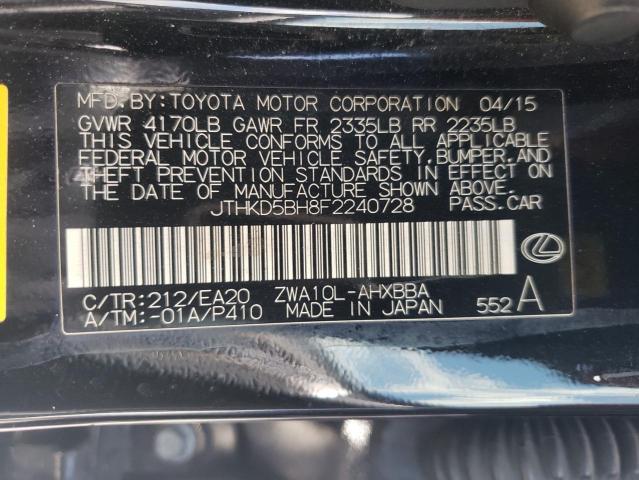 MFD. BY: TOYOTA MOTOR CORPORATION 04/15
GVWR 4170LB GAWR FR 2335LB RR 2235LB
THIS VEHICLE CONFORMS TO ALL APPLICABLE
FEDERAL MOTOR VEHICLE SAFETY, BUMPER, AND
THEFT PREVENTION STANDARDS IN EFFECT ON
THE DATE OF MANUFACTURE SHOWN ABOVE.
JTHKD5BH8F2240728 PASS.CAR
C/TR:212/EA20 ZWA10L-AHXBBA
A/TM:-01A/P410 MADE IN JAPAN 552A